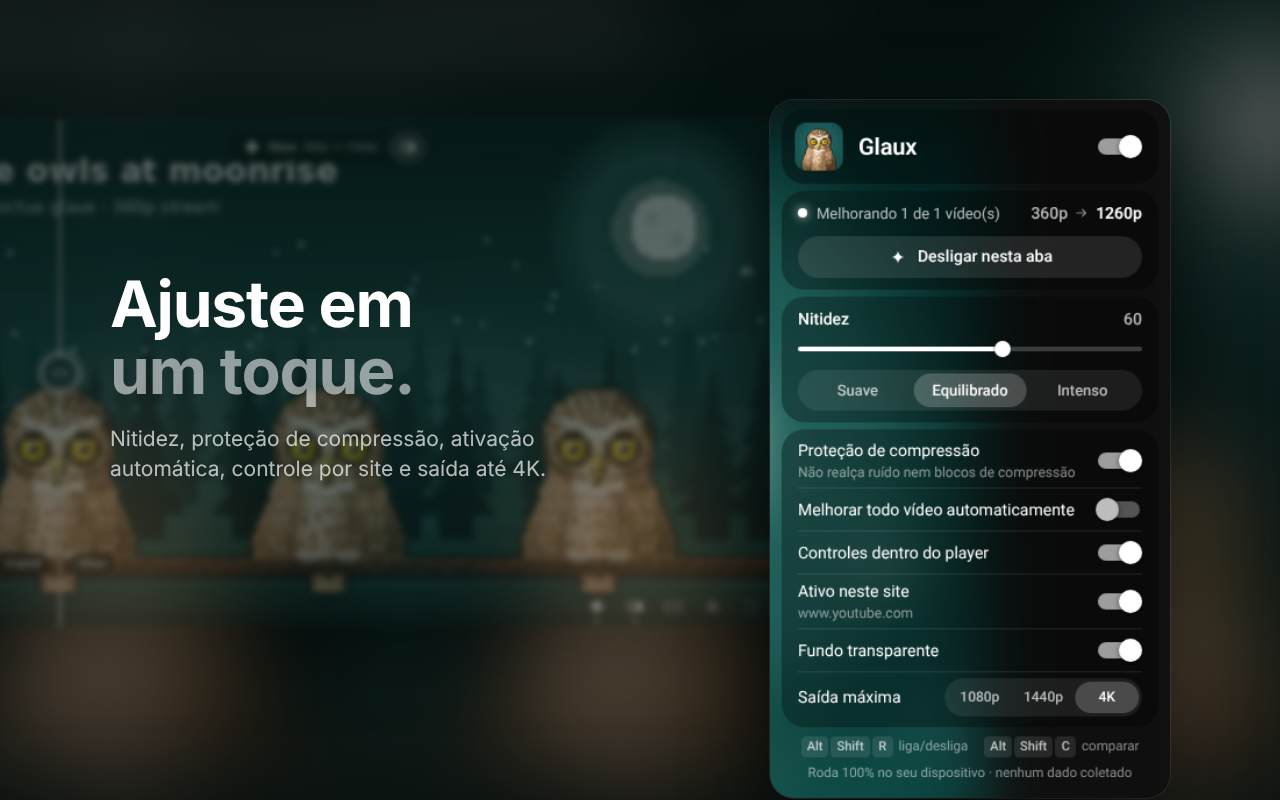 e owls at moonrise
360p stream
Ajuste em
um toque.
Nitidez, proteção de compressão, ativação
automática, controle por site e saída até 4K.
Glaux
Melhorando 1 de 1 vídeo(s) 360p → 1260p
✦ Desligar nesta aba
Nitidez 60
Suave Equilibrado Intenso
Proteção de compressão
Não realça ruído nem blocos de compressão
Melhorar todo vídeo automaticamente
Controles dentro do player
Ativo neste site
www.youtube.com
Fundo transparente
Saída máxima 1080p 1440p 4K
Alt Shift R liga/desliga Alt Shift C comparar
Roda 100% no seu dispositivo · nenhum dado coletado